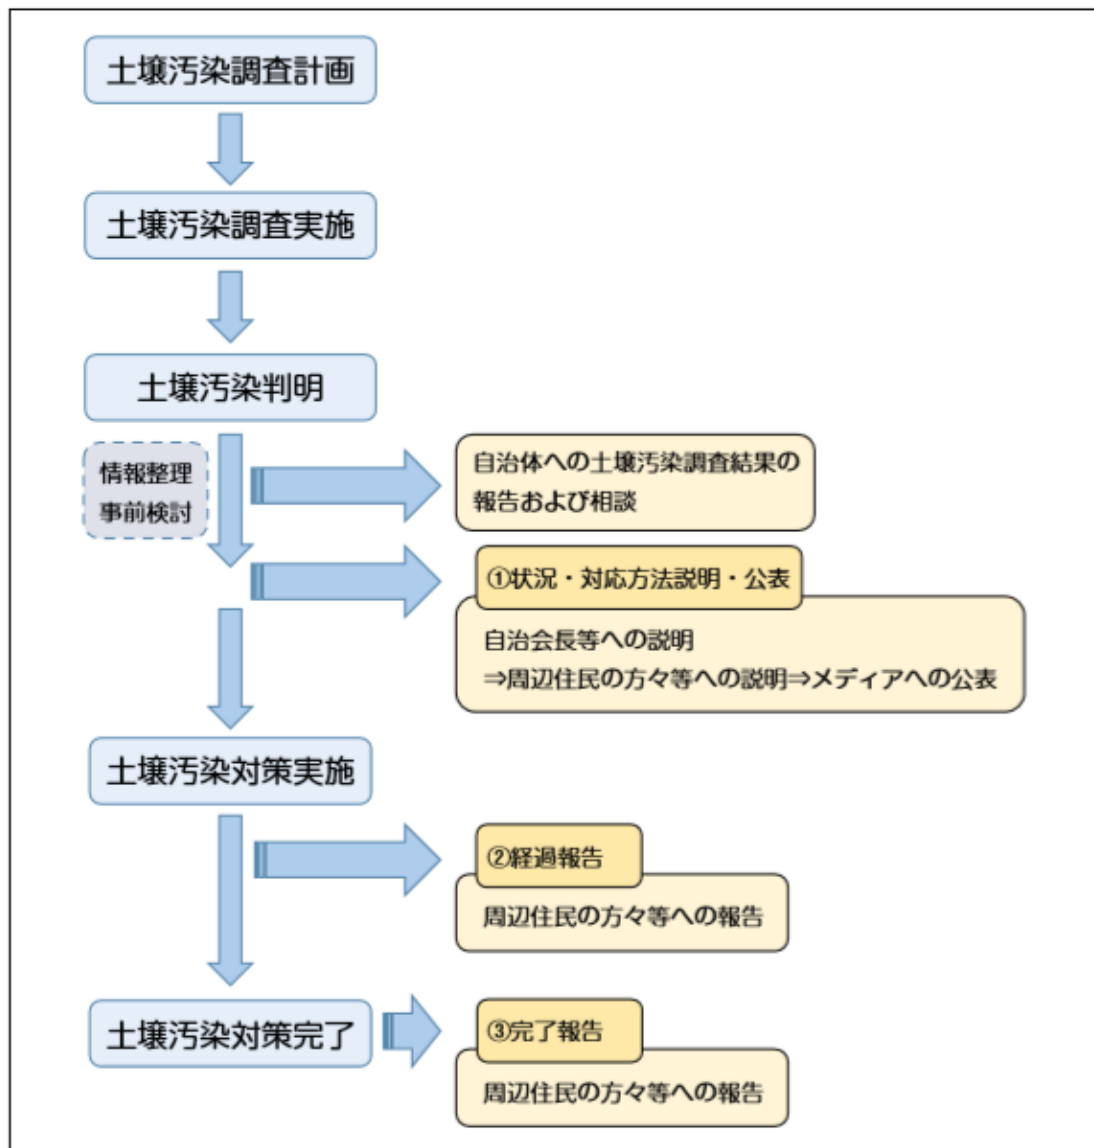 土壌汚染調査計画
土壌汚染調査実施
土壌汚染判明
情報整理
事前検討
自治体への土壌汚染調査結果の
報告および相談
①状況・対応方法説明・公表
自治会長等への説明
⇒周辺住民の方々等への説明⇒メディアへの公表
土壌汚染対策実施
②経過報告
周辺住民の方々等への報告
土壌汚染対策完了
③完了報告
周辺住民の方々等への報告